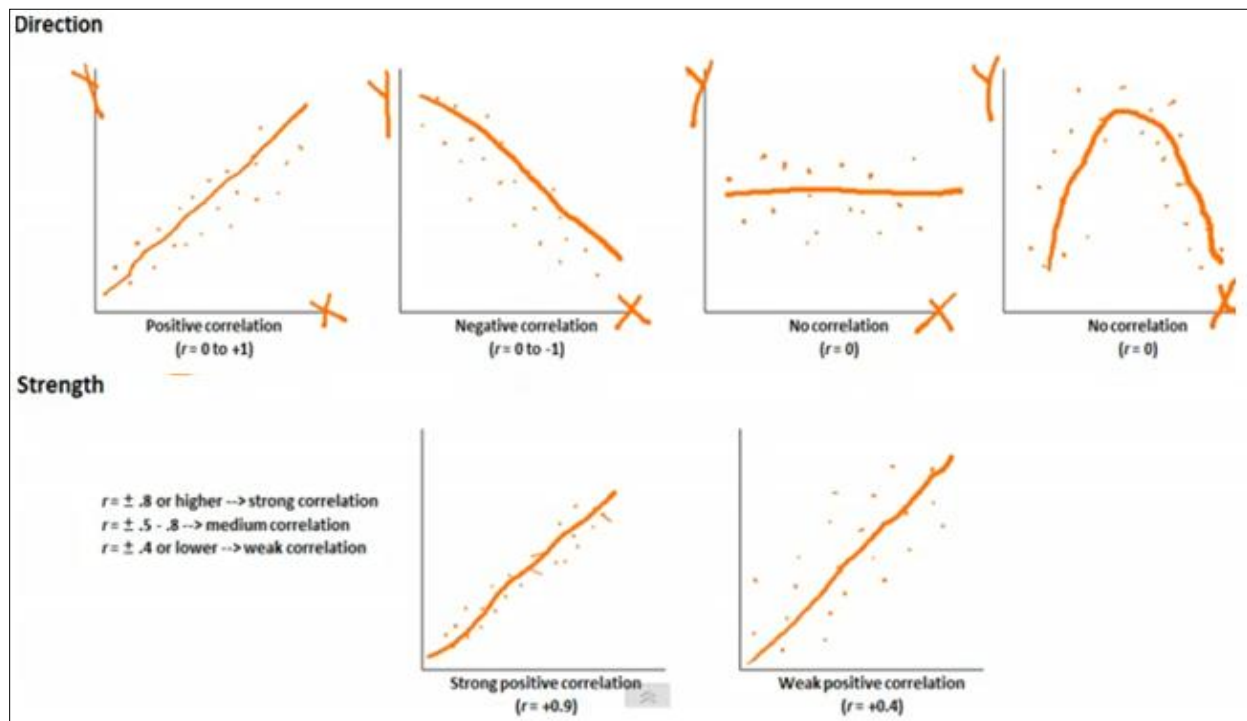 Direction
Y
Y
Y
Y
X
X
X
X
Positive correlation
(r = 0 to +1)
Negative correlation
(r = 0 to -1)
No correlation
(r = 0)
No correlation
(r = 0)
Strength
r = ± .8 or higher --> strong correlation
r = ± .5 - .8 --> medium correlation
r = ± .4 or lower --> weak correlation
Strong positive correlation
(r = +0.9)
Weak positive correlation
(r = +0.4)